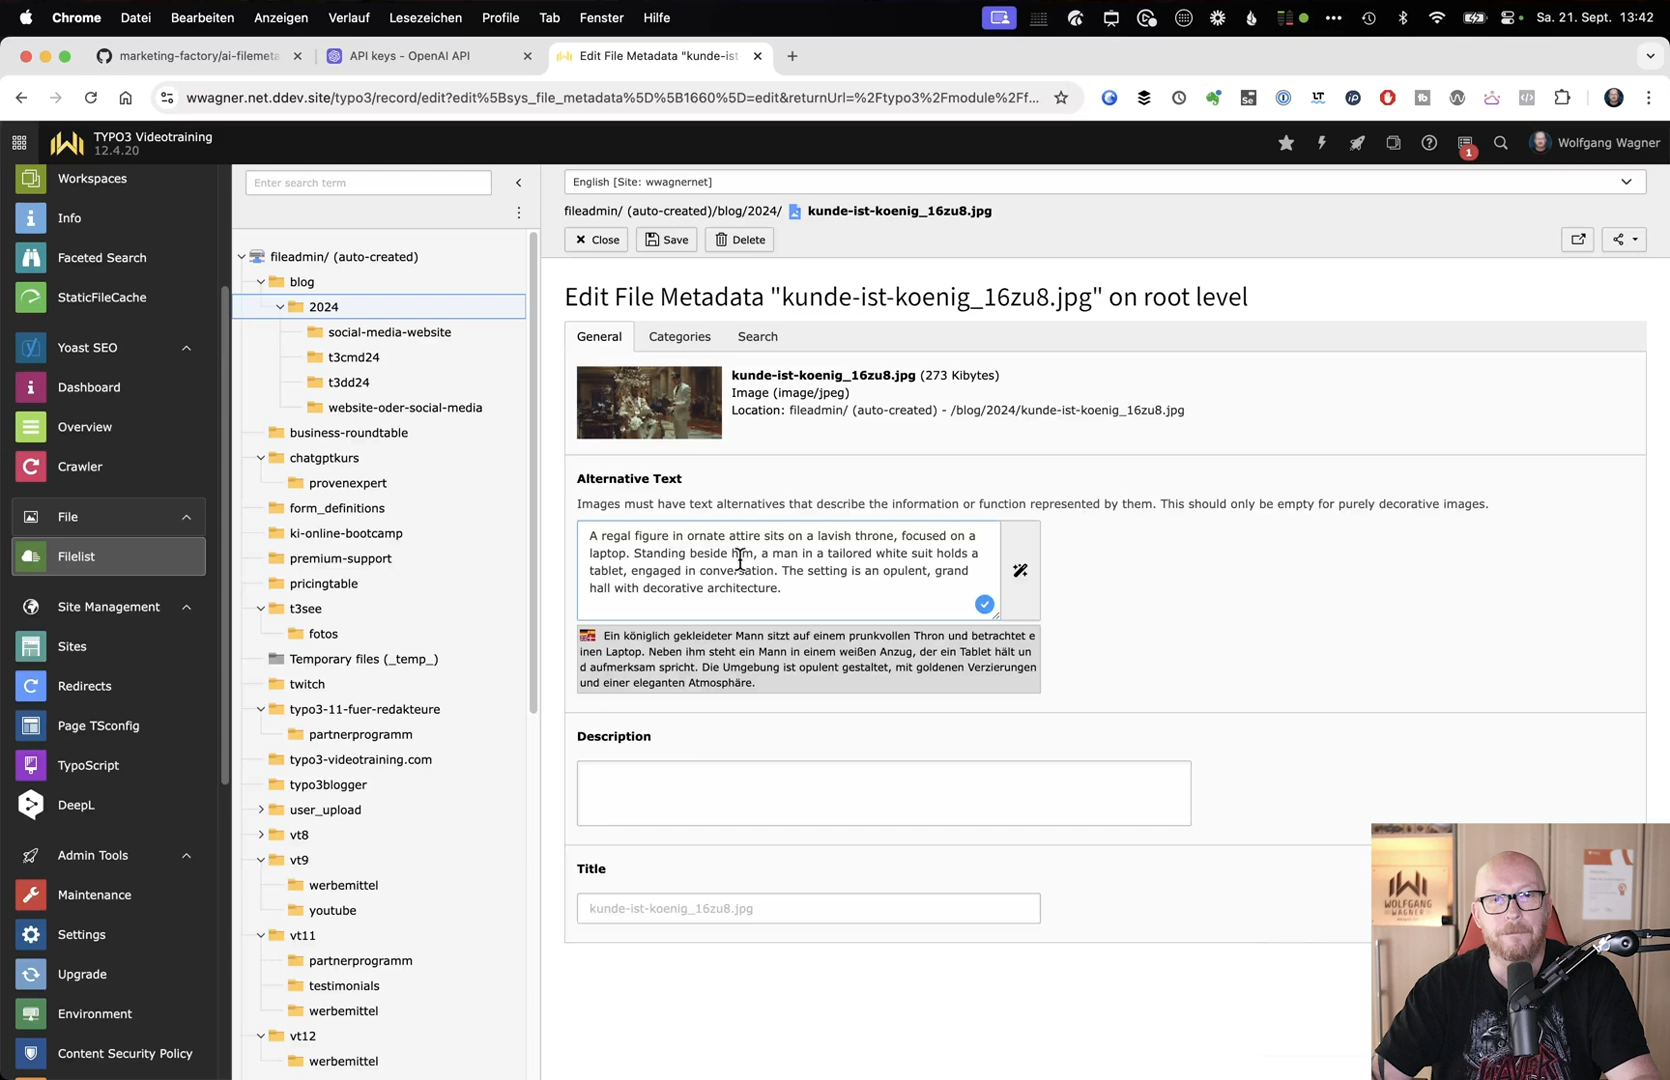 Chrome Datei Bearbeiten Anzeigen Verlauf Lesezeichen Profile Tab Fenster Hilfe Sa. 21. Sept. 13:42
marketing-factory/ai-filemeta
API keys - OpenAI API
Edit File Metadata "kunde-ist-
wwagner.net.ddev.site/typo3/record/edit?edit%5Bsys_file_metadata%5D%5B1660%5D=edit&returnUrl=%2Ftypo3%2Fmodule%2Ff...
TYPO3 Videotraining
12.4.20
1
Wolfgang Wagner
Workspaces
Info
Faceted Search
StaticFileCache
Yoast SEO
Dashboard
Overview
Crawler
File
Filelist
Site Management
Sites
Redirects
Page TSconfig
TypoScript
DeepL
Admin Tools
Maintenance
Settings
Upgrade
Environment
Content Security Policy
Enter search term
fileadmin/ (auto-created)
blog
2024
social-media-website
t3cmd24
t3dd24
website-oder-social-media
business-roundtable
chatgptkurs
provenexpert
form_definitions
ki-online-bootcamp
premium-support
pricingtable
t3see
fotos
Temporary files (_temp_)
twitch
typo3-11-fuer-redakteure
partnerprogramm
typo3-videotraining.com
typo3blogger
user_upload
vt8
vt9
werbemittel
youtube
vt11
partnerprogramm
testimonials
werbemittel
vt12
werbemittel
English [Site: wwagnernet]
fileadmin/ (auto-created)/blog/2024/ kunde-ist-koenig_16zu8.jpg
Close Save Delete
Edit File Metadata "kunde-ist-koenig_16zu8.jpg" on root level
General Categories Search
kunde-ist-koenig_16zu8.jpg (273 Kibytes)
Image (image/jpeg)
Location: fileadmin/ (auto-created) - /blog/2024/kunde-ist-koenig_16zu8.jpg
Alternative Text
Images must have text alternatives that describe the information or function represented by them. This should only be empty for purely decorative images.
A regal figure in ornate attire sits on a lavish throne, focused on a
laptop. Standing beside him, a man in a tailored white suit holds a
tablet, engaged in conversation. The setting is an opulent, grand
hall with decorative architecture.
Ein königlich gekleideter Mann sitzt auf einem prunkvollen Thron und betrachtet e
inen Laptop. Neben ihm steht ein Mann in einem weißen Anzug, der ein Tablet hält un
d aufmerksam spricht. Die Umgebung ist opulent gestaltet, mit goldenen Verzierungen
und einer eleganten Atmosphäre.
Description
Title
kunde-ist-koenig_16zu8.jpg
WOLFGANG
WAGNER